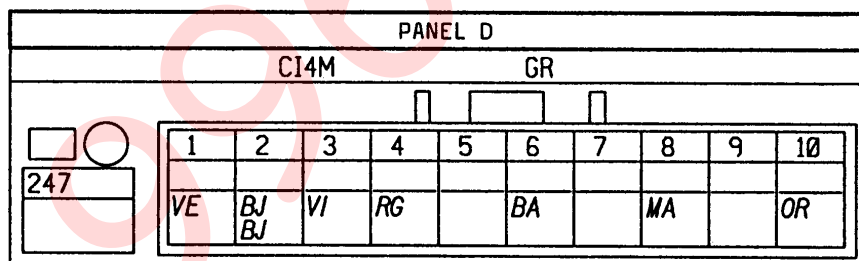 PANEL D
CI4M GR
1 2 3 4 5 6 7 8 9 10
247
VE BJ VI RG BA MA OR
BJ